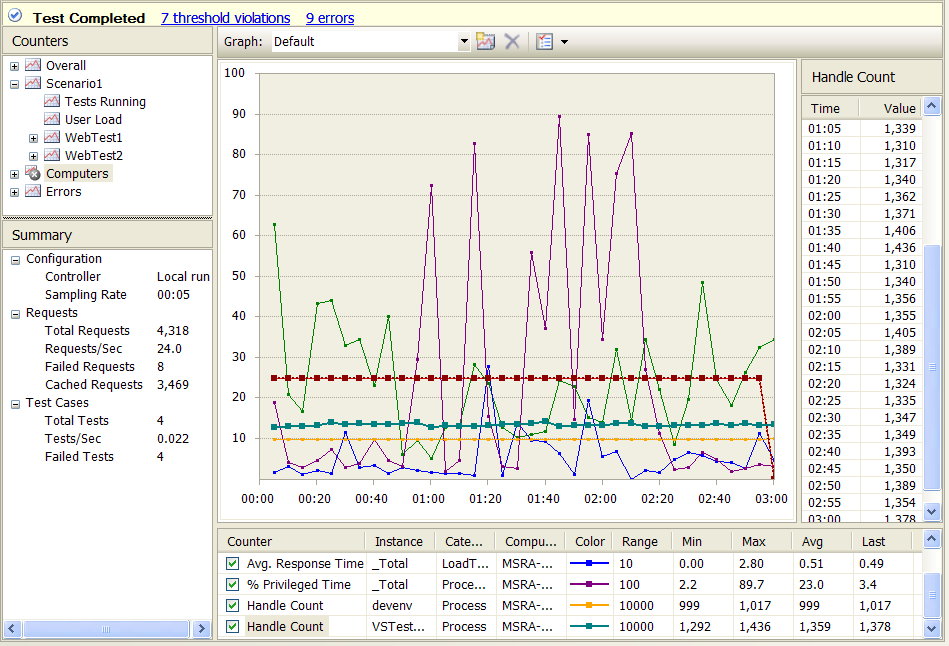 Test Completed 7 threshold violations 9 errors
Counters
Overall
Scenario1
Tests Running
User Load
WebTest1
WebTest2
Computers
Errors
Summary
Configuration
Controller Local run
Sampling Rate 00:05
Requests
Total Requests 4,318
Requests/Sec 24.0
Failed Requests 8
Cached Requests 3,469
Test Cases
Total Tests 4
Tests/Sec 0.022
Failed Tests 4
Graph: Default
100
90
80
70
60
50
40
30
20
10
00:00 00:20 00:40 01:00 01:20 01:40 02:00 02:20 02:40 03:00
Handle Count
Time Value
01:05 1,339
01:10 1,310
01:15 1,317
01:20 1,340
01:25 1,362
01:30 1,371
01:35 1,406
01:40 1,436
01:45 1,310
01:50 1,340
01:55 1,356
02:00 1,355
02:05 1,405
02:10 1,389
02:15 1,331
02:20 1,324
02:25 1,335
02:30 1,347
02:35 1,349
02:40 1,393
02:45 1,350
02:50 1,389
02:55 1,354
03:00 1,378
Counter Instance Cate... Compu... Color Range Min Max Avg Last
Avg. Response Time _Total LoadT... MSRA-... 10 0.00 2.80 0.51 0.49
% Privileged Time _Total Proce... MSRA-... 100 2.2 89.7 23.0 3.4
Handle Count devenv Process MSRA-... 10000 999 1,017 999 1,017
Handle Count VSTest... Process MSRA-... 10000 1,292 1,436 1,359 1,378